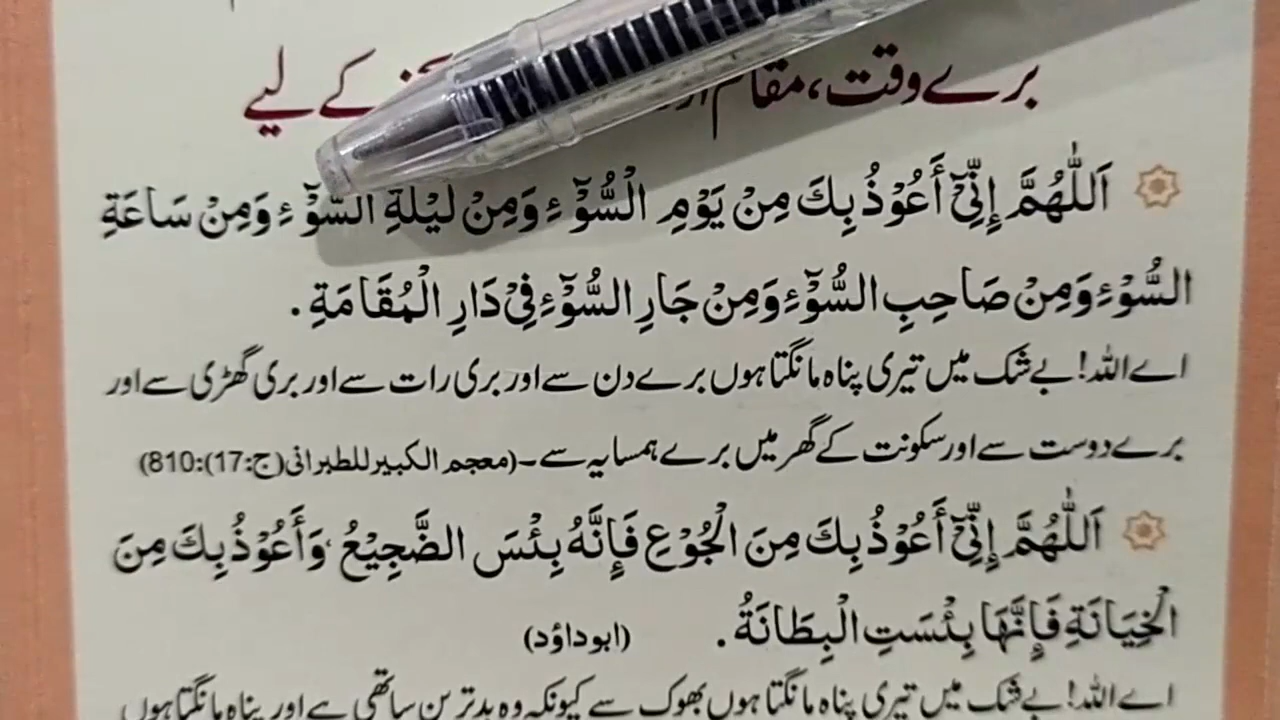 برے وقت، مقام کے لیے
اَللّٰهُمَّ إِنِّيْٓ أَعُوْذُ بِكَ مِنْ يَوْمِ السُّوْٓءِ وَمِنْ لَيْلَةِ السُّوْٓءِ وَمِنْ سَاعَةِ
السُّوْٓءِ وَمِنْ صَاحِبِ السُّوْٓءِ وَمِنْ جَارِ السُّوْٓءِ فِيْ دَارِ الْمُقَامَةِ.
اے اللہ! بے شک میں تیری پناہ مانگتا ہوں برے دن سے اور بری رات سے اور بری گھڑی سے اور
برے دوست سے اور سکونت کے گھر میں برے ہمسایہ سے۔ (معجم الکبیر للطبرانی (ج:17):810)
اَللّٰهُمَّ إِنِّيْٓ أَعُوْذُ بِكَ مِنَ الْجُوْعِ فَإِنَّهُ بِئْسَ الضَّجِيْعُ، وَأَعُوْذُ بِكَ مِنَ
الْخِيَانَةِ فَإِنَّهَا بِئْسَتِ الْبِطَانَةُ. (ابوداؤد)
اے اللہ! بے شک میں تیری پناہ مانگتا ہوں بھوک سے کیونکہ وہ بدترین ساتھی ہے اور پناہ مانگتا ہوں